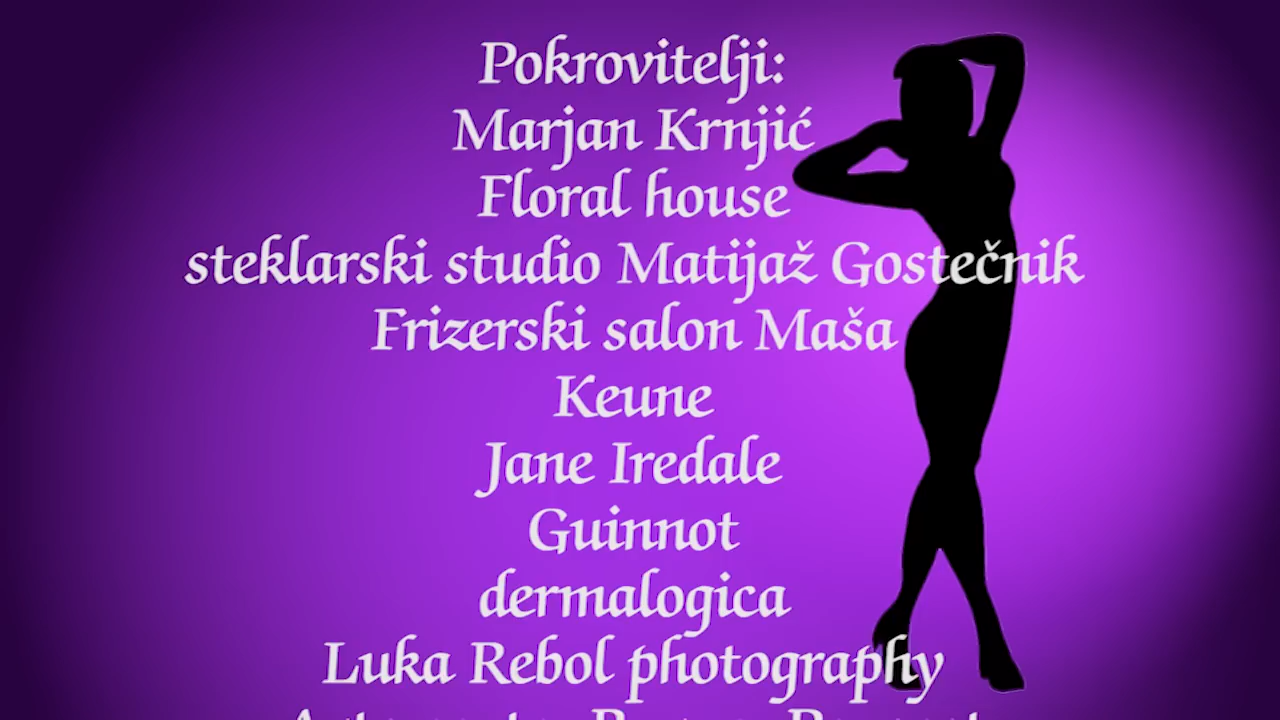 Pokrovitelji:
Marjan Krnjić
Floral house
steklarski studio Matijaž Gostečnik
Frizerski salon Maša
Keune
Jane Iredale
Guinnot
dermalogica
Luka Rebol photography